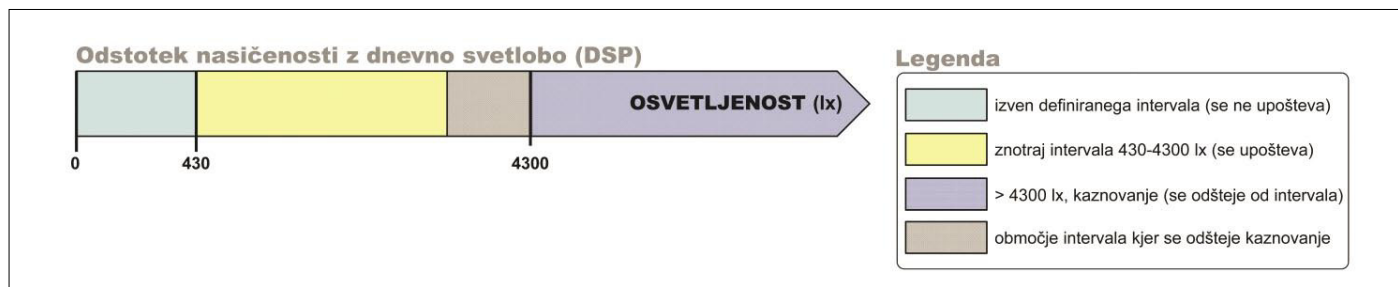 Odstotek nasičenosti z dnevno svetlobo (DSP)
OSVETLJENOST (lx)
0
430
4300
Legenda
izven definiranega intervala (se ne upošteva)
znotraj intervala 430-4300 lx (se upošteva)
> 4300 lx, kaznovanje (se odšteje od intervala)
območje intervala kjer se odšteje kaznovanje